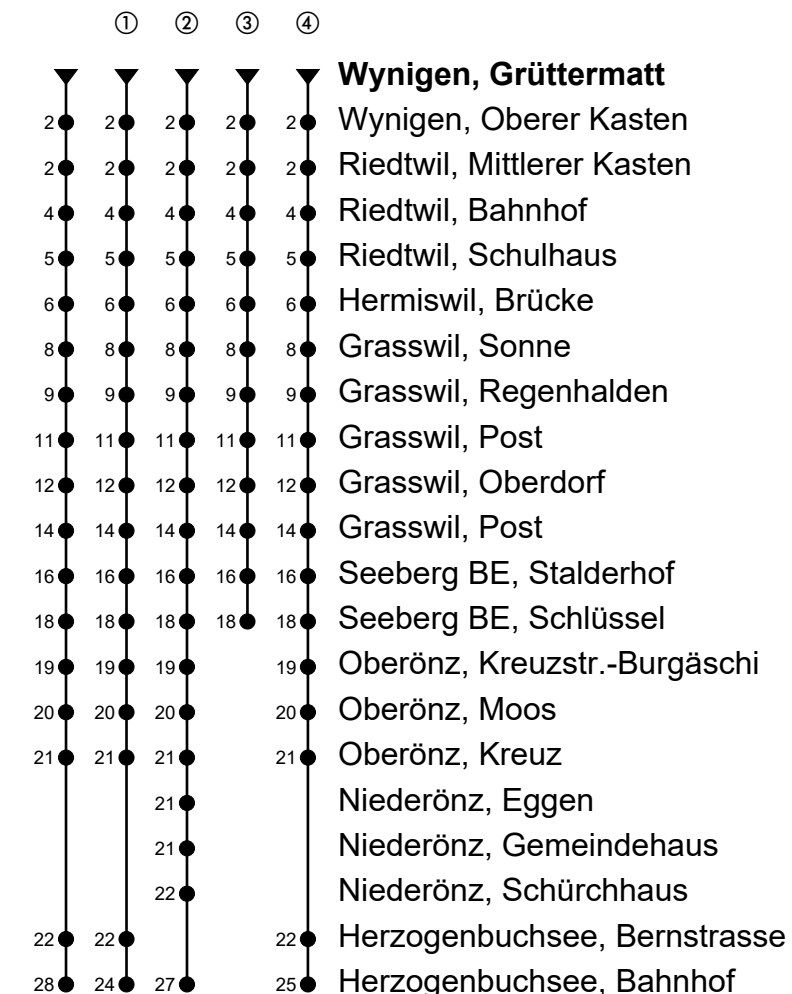 ① ② ③ ④
Wynigen, Grüttermatt
2 2 2 2 2 Wynigen, Oberer Kasten
2 2 2 2 2 Riedtwil, Mittlerer Kasten
4 4 4 4 4 Riedtwil, Bahnhof
5 5 5 5 5 Riedtwil, Schulhaus
6 6 6 6 6 Hermiswil, Brücke
8 8 8 8 8 Grasswil, Sonne
9 9 9 9 9 Grasswil, Regenhalden
11 11 11 11 11 Grasswil, Post
12 12 12 12 12 Grasswil, Oberdorf
14 14 14 14 14 Grasswil, Post
16 16 16 16 16 Seeberg BE, Stalderhof
18 18 18 18 18 Seeberg BE, Schlüssel
19 19 19 19 Oberönz, Kreuzstr.-Burgäschi
20 20 20 20 Oberönz, Moos
21 21 21 21 Oberönz, Kreuz
21 Niederönz, Eggen
21 Niederönz, Gemeindehaus
22 Niederönz, Schürchhaus
22 22 22 Herzogenbuchsee, Bernstrasse
28 24 27 25 Herzogenbuchsee, Bahnhof